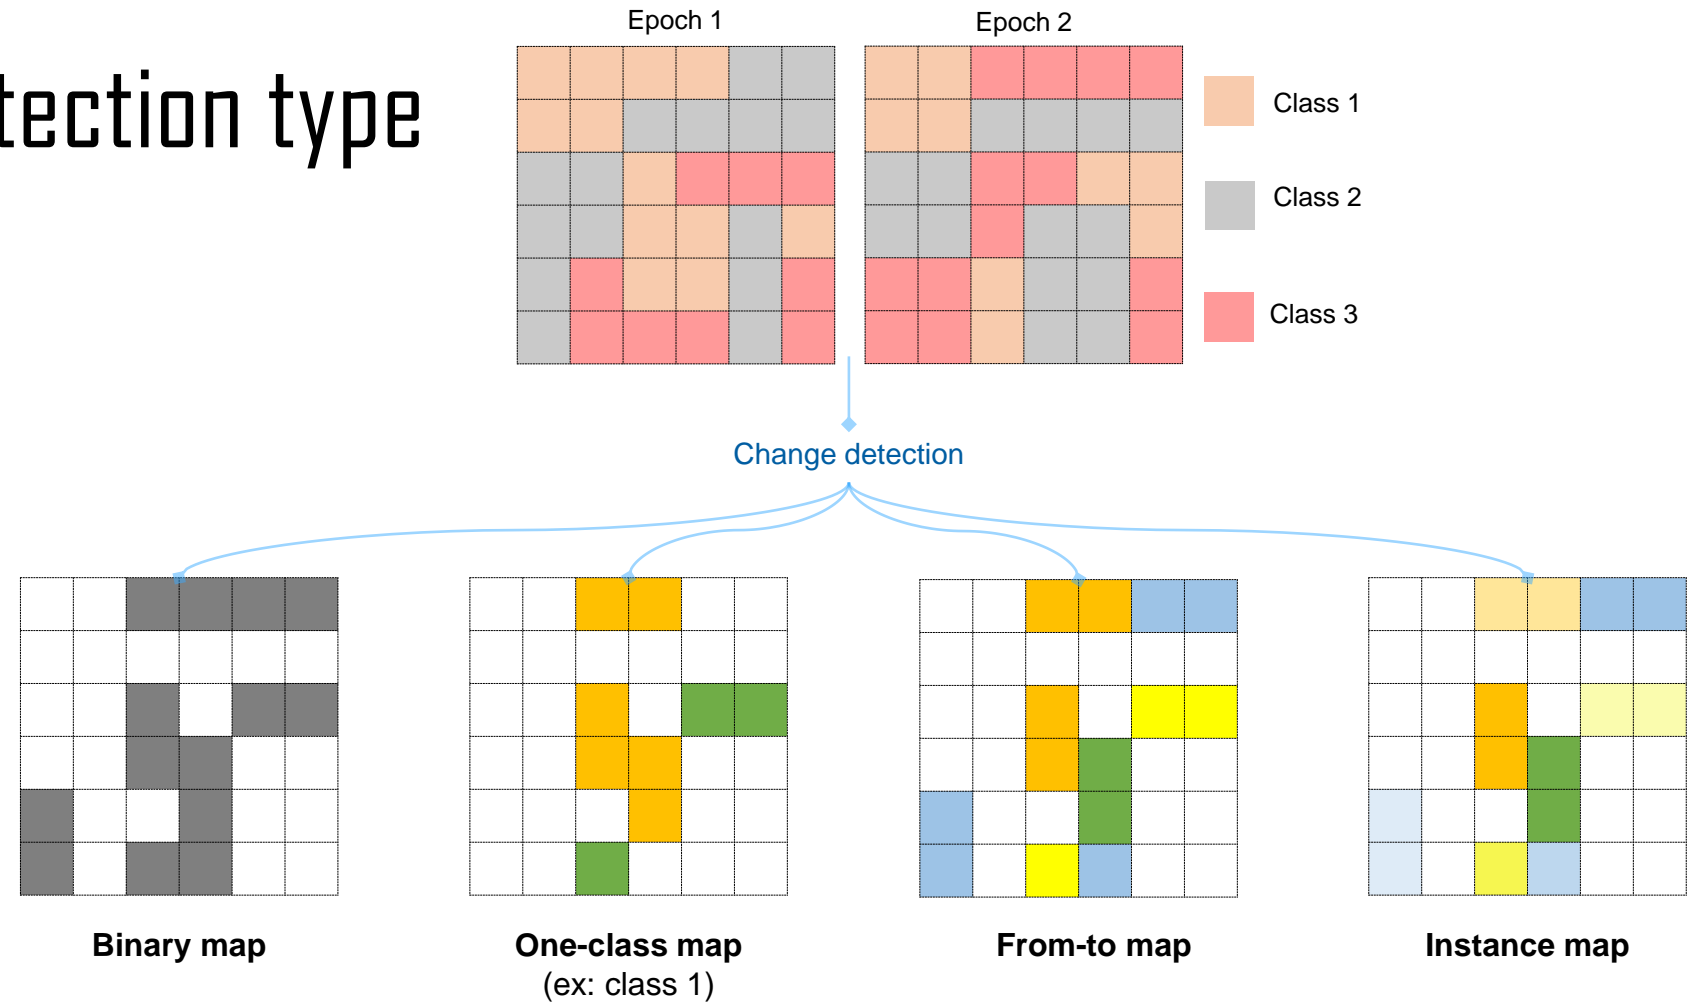 tection type
Epoch 1
Epoch 2
Class 1
Class 2
Class 3
Change detection
Binary map
One-class map
(ex: class 1)
From-to map
Instance map